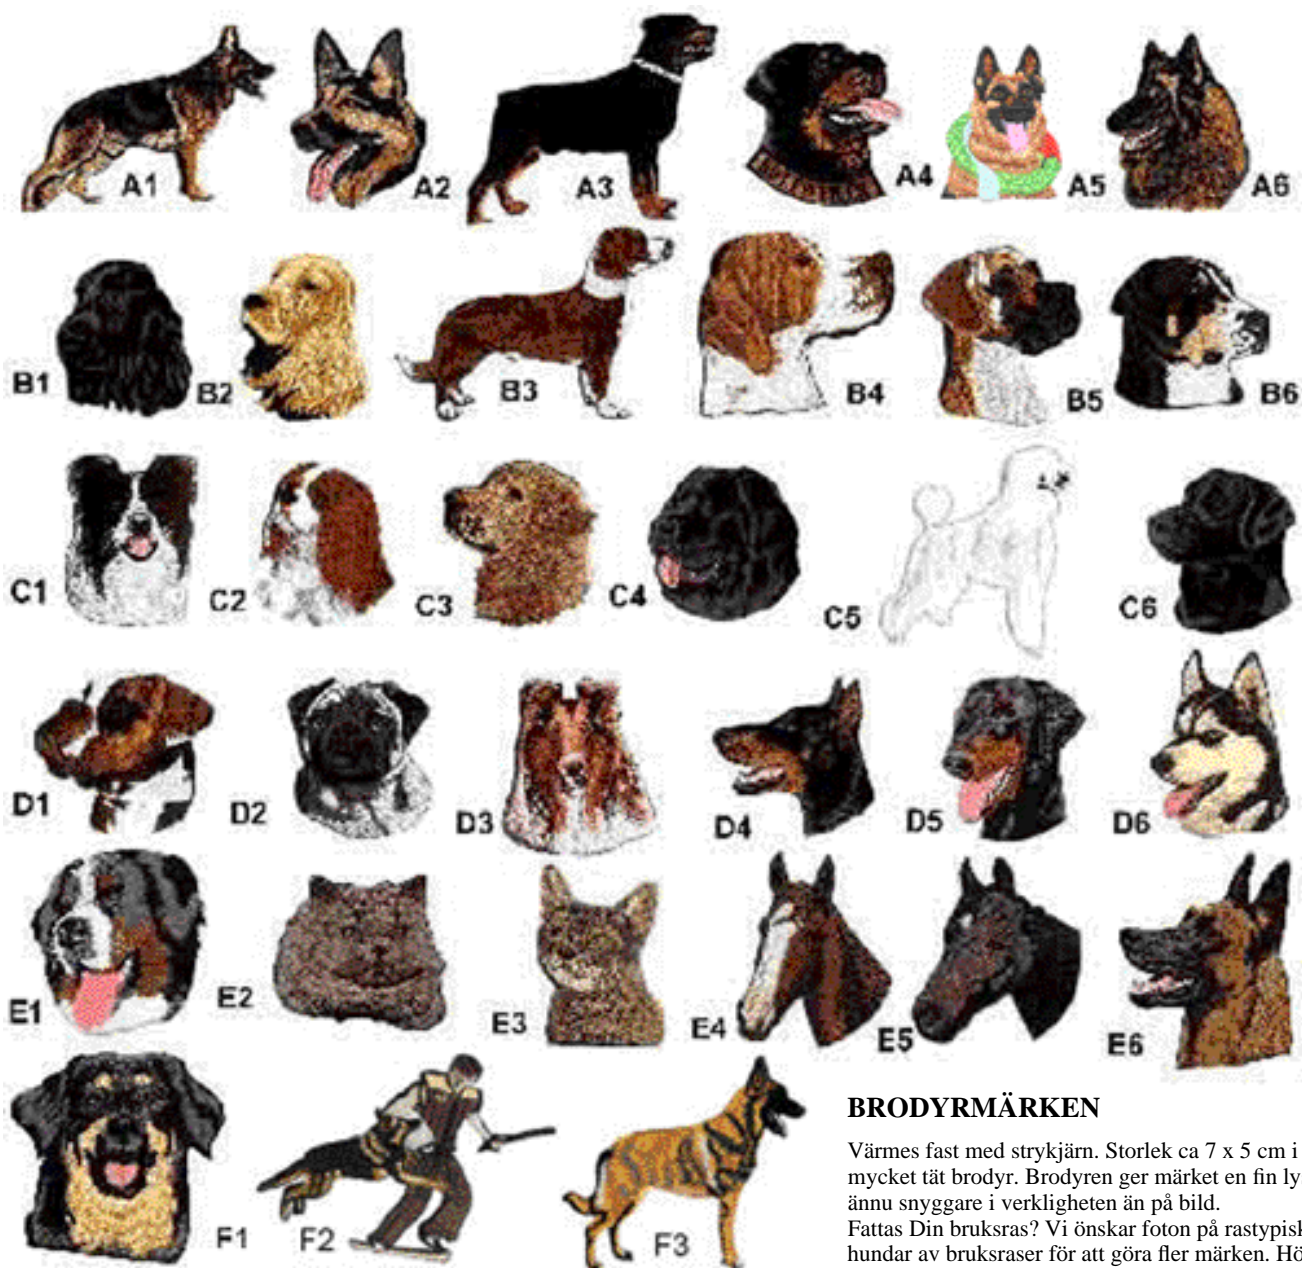 A1 A2 A3 A4 A5 A6
B1 B2 B3 B4 B5 B6
C1 C2 C3 C4 C5 C6
D1 D2 D3 D4 D5 D6
E1 E2 E3 E4 E5 E6
F1 F2 F3
BRODYRMÄRKEN
Värmes fast med strykjärn. Storlek ca 7 x 5 cm i
mycket tät brodyr. Brodyren ger märket en fin ly
ännu snyggare i verkligheten än på bild.
Fattas Din bruksras? Vi önskar foton på rastypisk
hundar av bruksraser för att göra fler märken. Hö